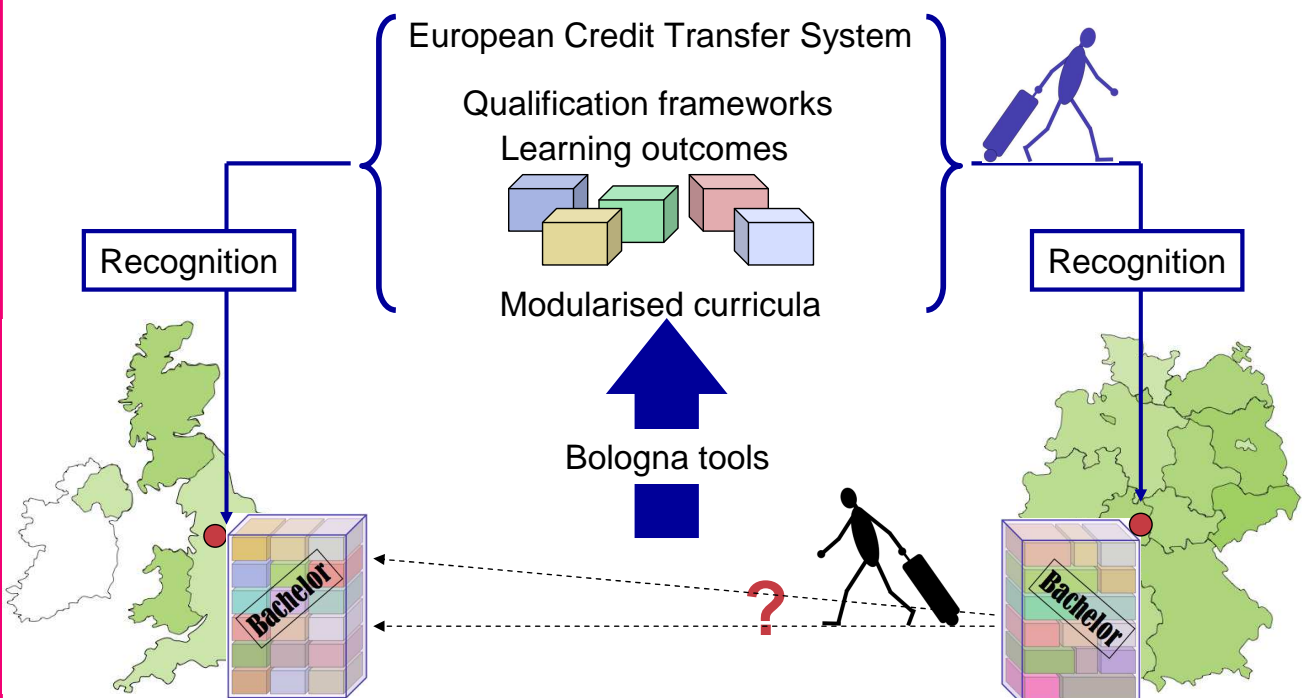 European Credit Transfer System
Qualification frameworks
Learning outcomes
Recognition
Recognition
Modularised curricula
Bologna tools
?
Bachelor
Bachelor